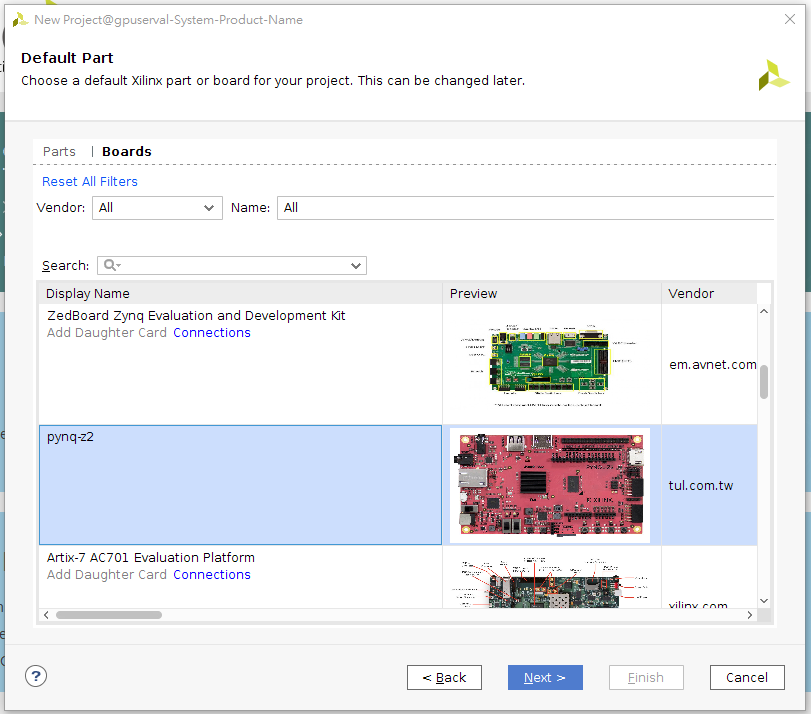 New Project@gpuserval-System-Product-Name
Default Part
Choose a default Xilinx part or board for your project. This can be changed later.
Parts | Boards
Reset All Filters
Vendor: All Name: All
Search:
Display Name Preview Vendor
ZedBoard Zynq Evaluation and Development Kit
Add Daughter Card Connections
em.avnet.com
pynq-z2
tul.com.tw
Artix-7 AC701 Evaluation Platform
Add Daughter Card Connections
xilinx.com
? < Back Next > Finish Cancel